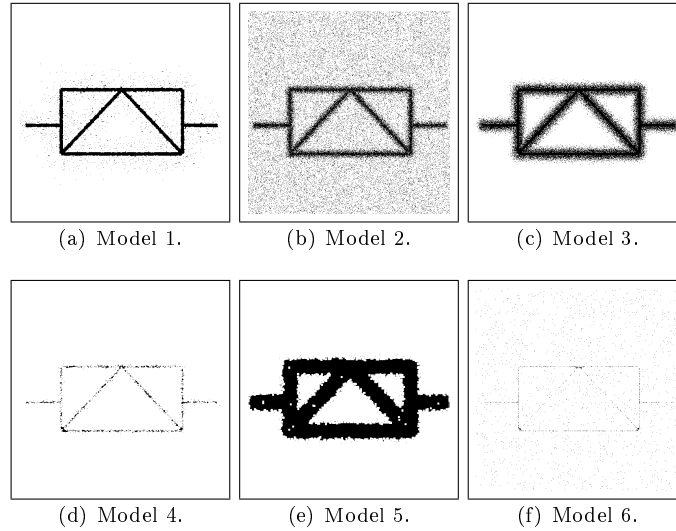 (a) Model 1.
(b) Model 2.
(c) Model 3.
(d) Model 4.
(e) Model 5.
(f) Model 6.